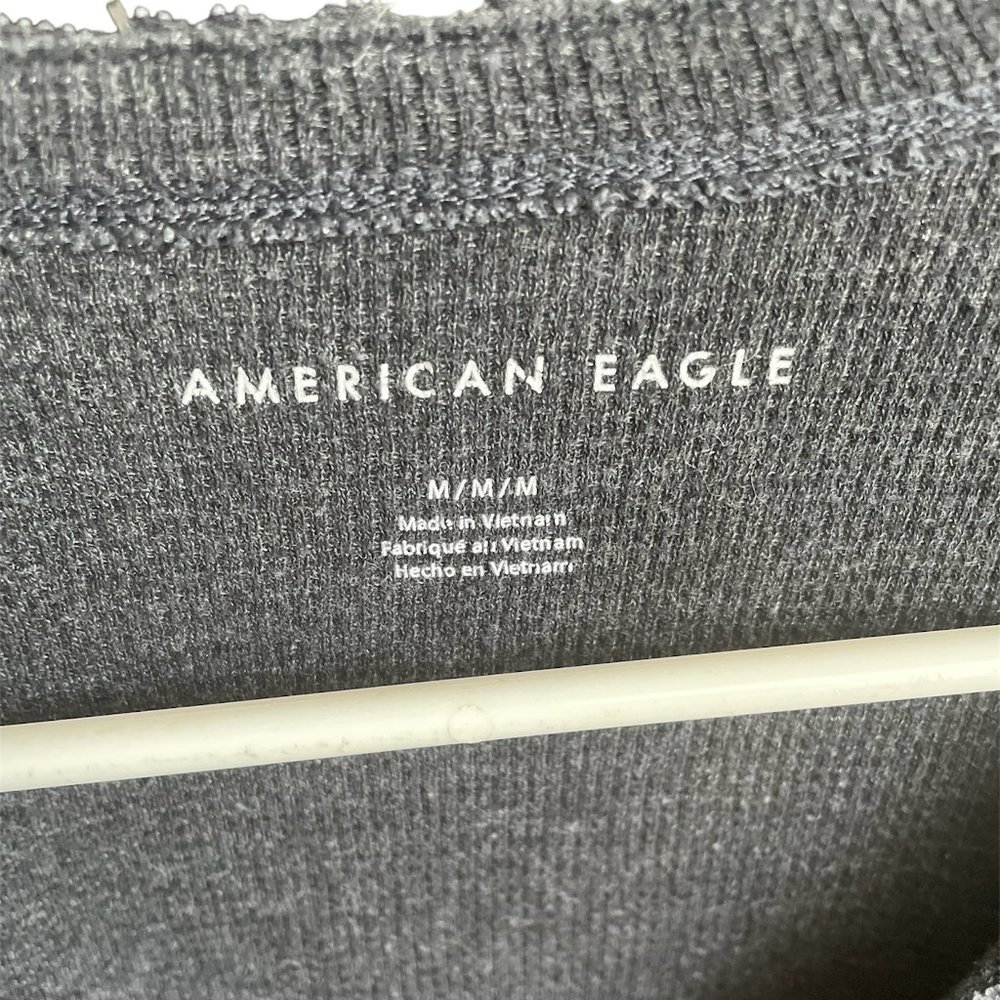 AMERICAN EAGLE
M/M/M
Made in Vietnam
Fabriqué au Vietnam
Hecho en Vietnam